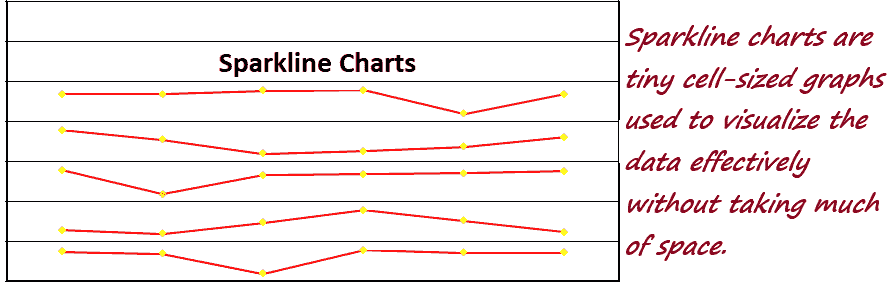 Sparkline Charts
Sparkline charts are
tiny cell-sized graphs
used to visualize the
data effectively
without taking much
of space.